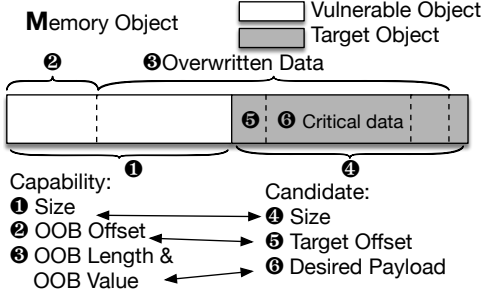 Memory Object
Vulnerable Object
Target Object
❷ ❸Overwritten Data
❺ ❻ Critical data
❶ ❹
Capability:
❶ Size
❷ OOB Offset
❸ OOB Length &
OOB Value
Candidate:
❹ Size
❺ Target Offset
❻ Desired Payload